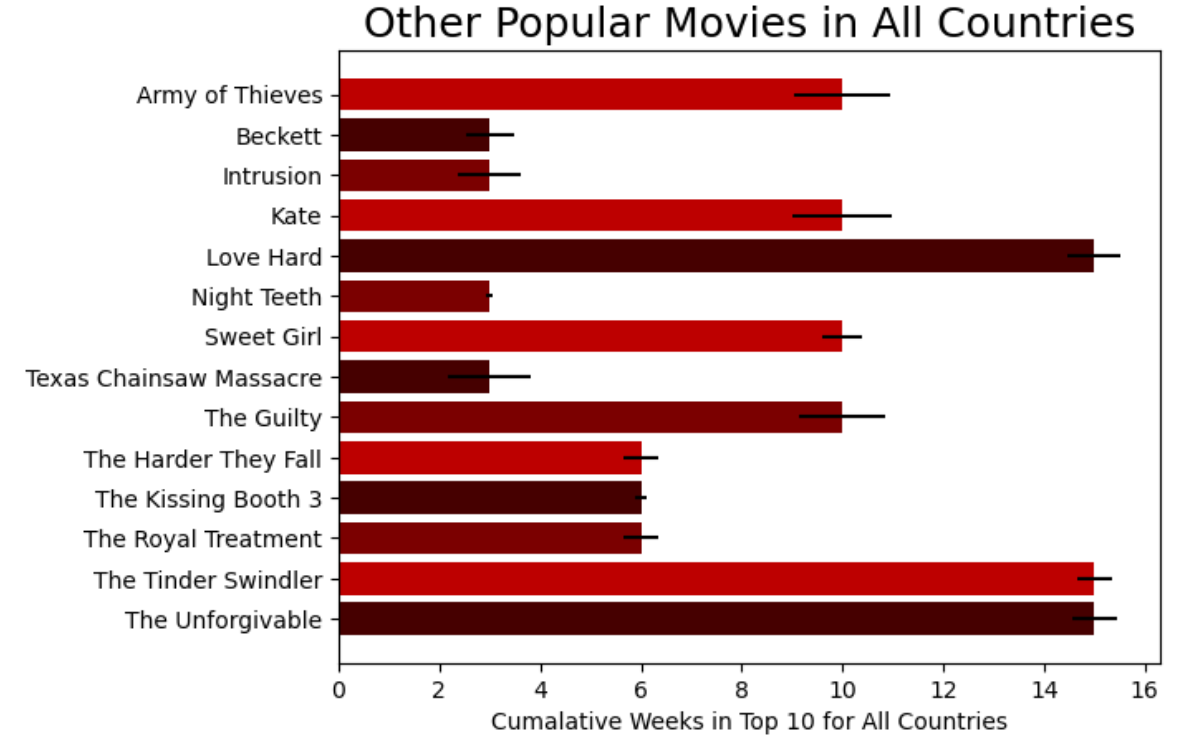 Other Popular Movies in All Countries
Army of Thieves
Beckett
Intrusion
Kate
Love Hard
Night Teeth
Sweet Girl
Texas Chainsaw Massacre
The Guilty
The Harder They Fall
The Kissing Booth 3
The Royal Treatment
The Tinder Swindler
The Unforgivable
0 2 4 6 8 10 12 14 16
Cumalative Weeks in Top 10 for All Countries